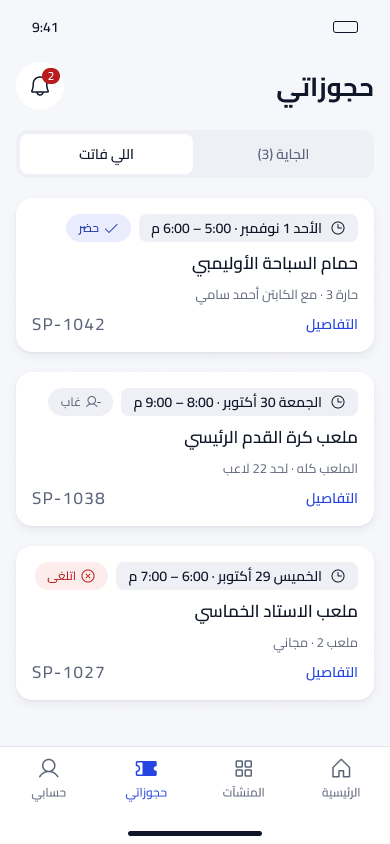 9:41
حجوزاتي
2
الجاية (3)
اللي فاتت
الأحد 1 نوفمبر · 5:00 – 6:00 م
حضر
حمام السباحة الأوليمبي
حارة 3 · مع الكابتن أحمد سامي
التفاصيل
SP-1042
الجمعة 30 أكتوبر · 8:00 – 9:00 م
غاب
ملعب كرة القدم الرئيسي
الملعب كله · لحد 22 لاعب
التفاصيل
SP-1038
الخميس 29 أكتوبر · 6:00 – 7:00 م
اتلغى
ملعب الاستاد الخماسي
ملعب 2 · مجاني
التفاصيل
SP-1027
الرئيسية
المنشآت
حجوزاتي
حسابي